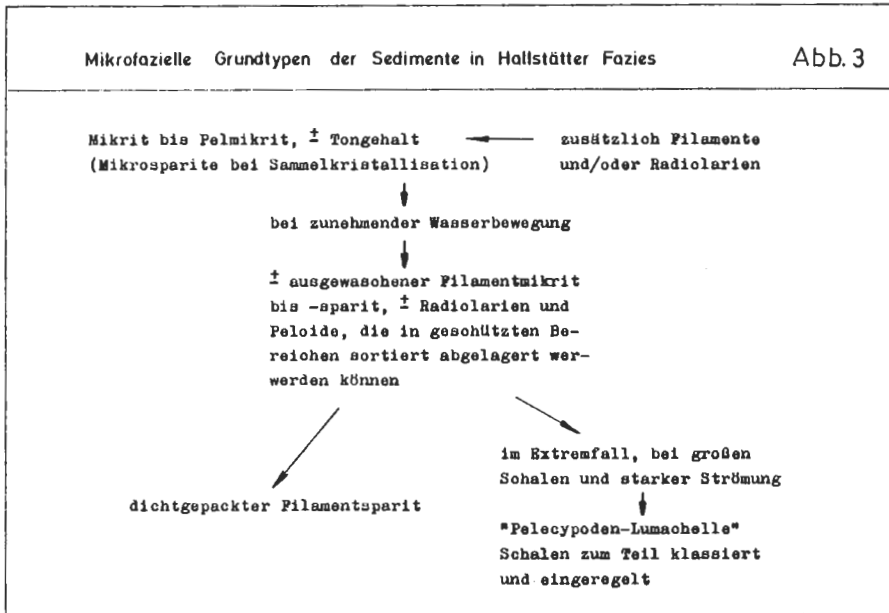 Mikrofazielle Grundtypen der Sedimente in Hallstätter Fazies
Abb. 3
Mikrit bis Pelmikrit, ± Tongehalt
(Mikrosparite bei Sammelkristallisation)
zusätzlich Filamente
und/oder Radiolarien
bei zunehmender Wasserbewegung
± ausgewaschener Filamentmikrit
bis -sparit, ± Radiolarien und
Peloide, die in geschützten Be-
reichen sortiert abgelagert wer-
werden können
dichtgepackter Filamentsparit
im Extremfall, bei großen
Schalen und starker Strömung
"Pelecypoden-Lumachelle"
Schalen zum Teil klassiert
und eingeregelt